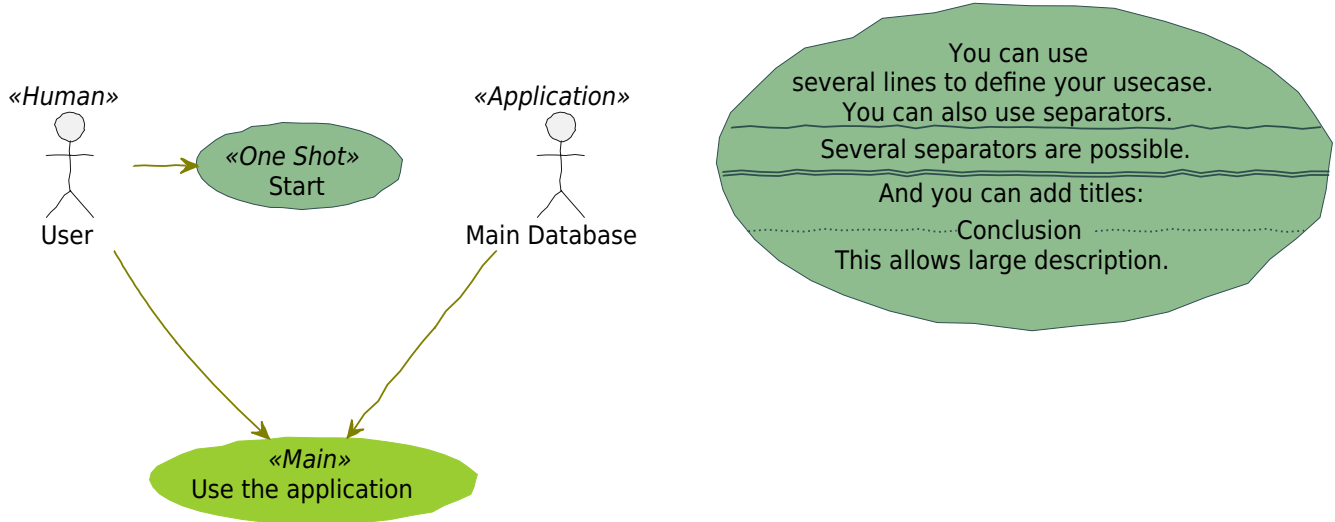 «Human»
User
«One Shot»
Start
«Application»
Main Database
«Main»
Use the application
You can use
several lines to define your usecase.
You can also use separators.
Several separators are possible.
And you can add titles:
Conclusion
This allows large description.